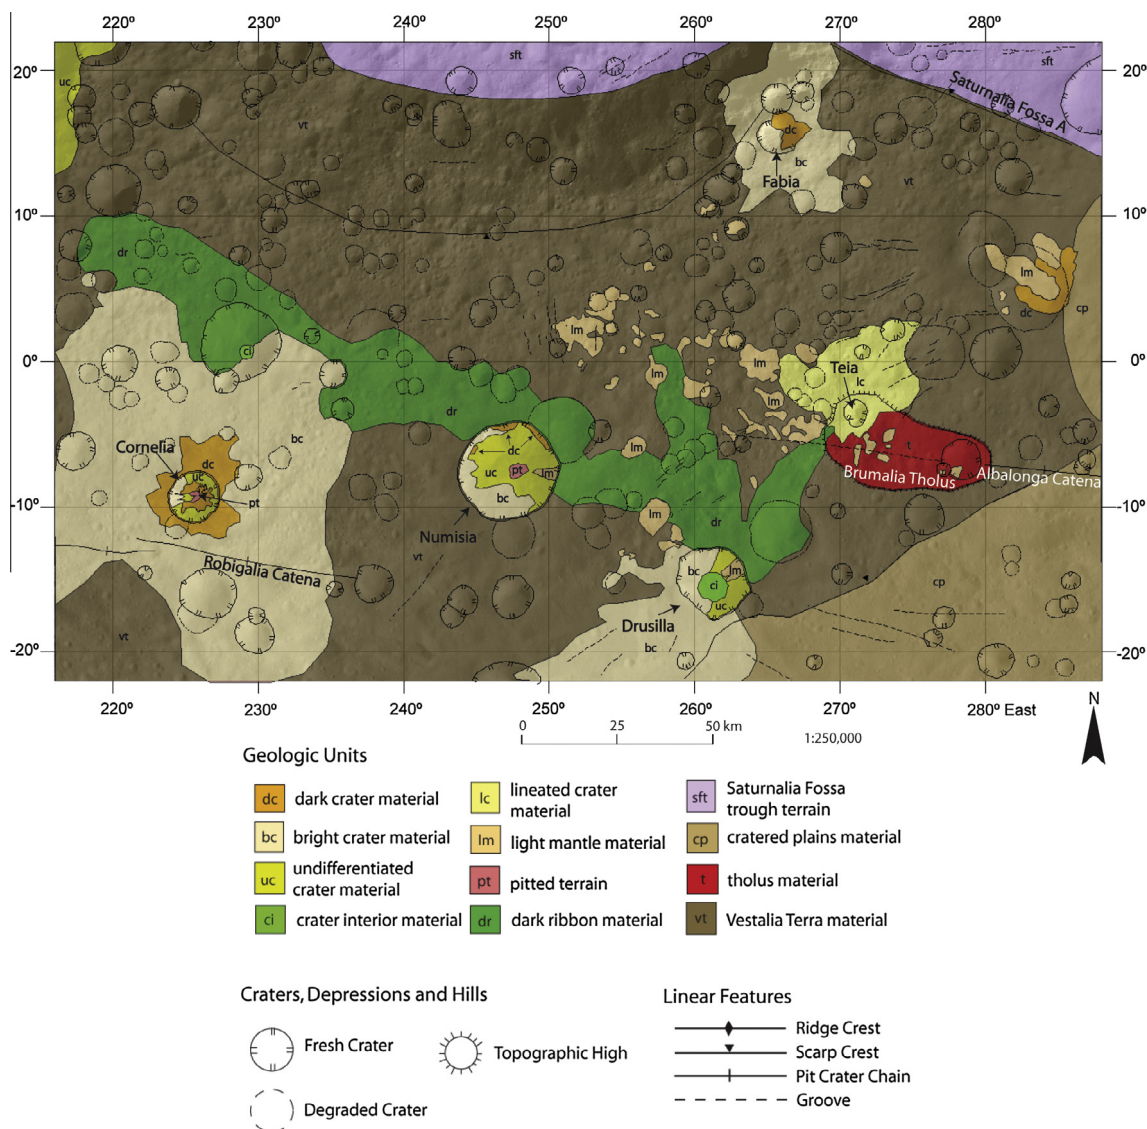 220º 230º 240º 250º 260º 270º 280º
uc sft sft
20º 20º
Saturnalia Fossa A
vt
dc
bc
Fabia
vt
10º 10º
dr
lm
dc cp
lm
ci
0º lm 0º
Teia
lc
lm
lm
bc dr
Cornelia
dc
dc
lm
t
uc
uc pt lm
Brumalia Tholus Albalonga Catena
bc
pt
-10º lm -10º
dr
Numisia
vt
Robigalia Catena
bc lm
ci
cp
uc
Drusilla
vt
bc
-20º -20º
220º 230º 240º 250º 260º 270º 280º East
N
0 25 50 km
1:250,000
Geologic Units
dc dark crater material
bc bright crater material
uc undifferentiated
crater material
ci crater interior material
lc lineated crater
material
lm light mantle material
pt pitted terrain
dr dark ribbon material
sft Saturnalia Fossa
trough terrain
cp cratered plains material
t tholus material
vt Vestalia Terra material
Craters, Depressions and Hills
Fresh Crater
Topographic High
Degraded Crater
Linear Features
Ridge Crest
Scarp Crest
Pit Crater Chain
Groove